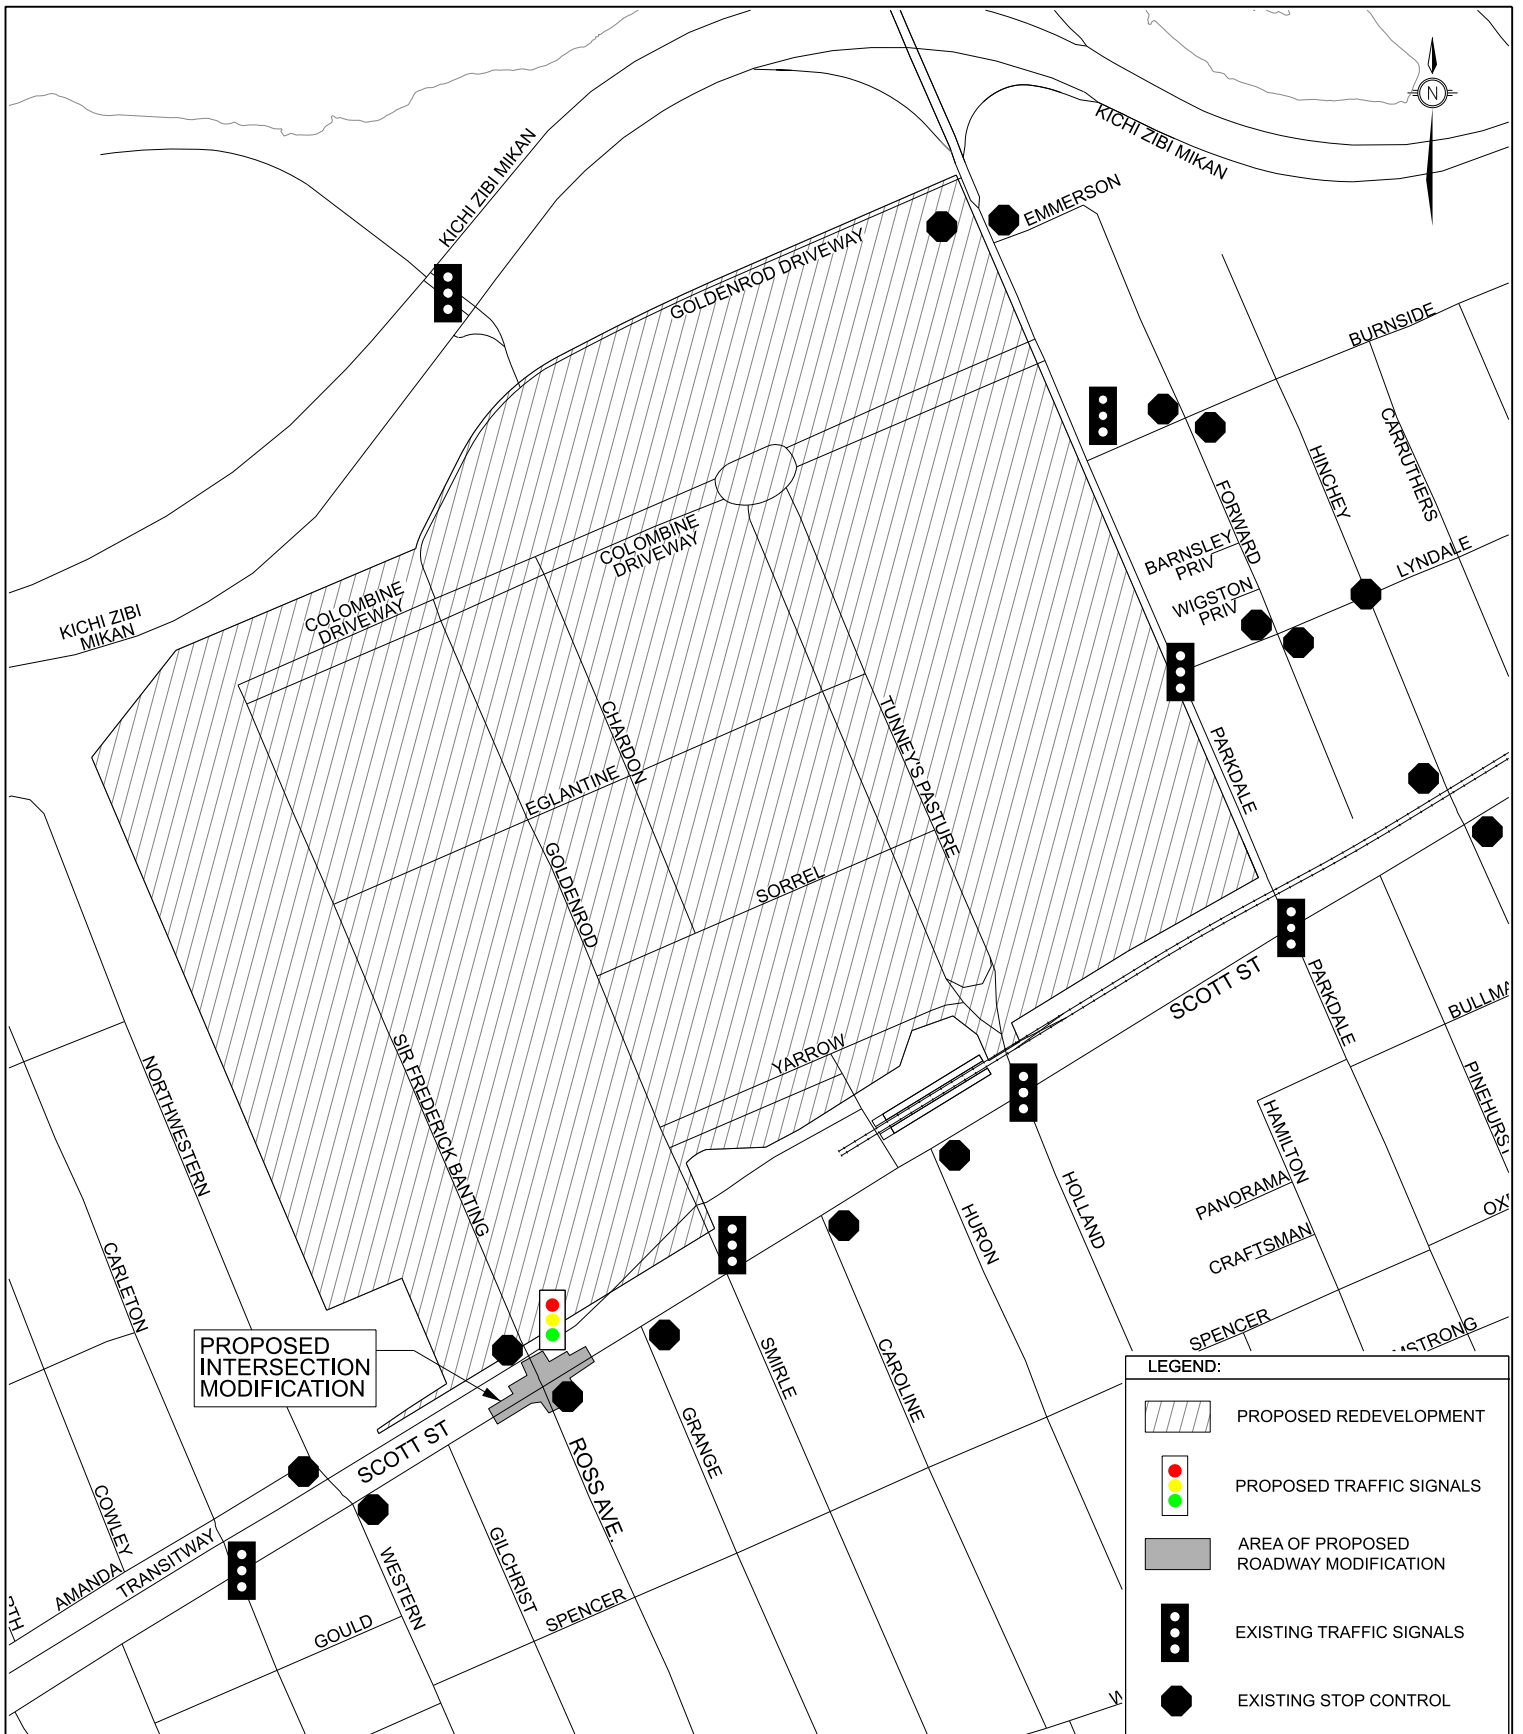 N
KICHI ZIBI MIKAN
KICHI ZIBI MIKAN
EMMERSON
GOLDENROD DRIVEWAY
BURNSIDE
CARRUTHERS
HINCHEY
FORWARD
COLOMBINE
DRIVEWAY
BARNSLEY
PRIV
LYNDALE
WIGSTON
PRIV
COLOMBINE
DRIVEWAY
KICHI ZIBI
MIKAN
CHARDON
TUNNEY'S PASTURE
PARKDALE
EGLANTINE
GOLDENROD
SORREL
SCOTT ST
PARKDALE
BULLMA
YARROW
SIR FREDERICK BANTING
NORTHWESTERN
PINEHURST
HAMILTON
PANORAMA
HOLLAND
HURON
CRAFTSMAN
CARLETON
SPENCER
PROPOSED
INTERSECTION
MODIFICATION
SMIRLE
CAROLINE
GRANGE
SCOTT ST
ROSS AVE.
COWLEY
AMANDA
TRANSITWAY
WESTERN
GILCHRIST
SPENCER
GOULD
LEGEND:
PROPOSED REDEVELOPMENT
PROPOSED TRAFFIC SIGNALS
AREA OF PROPOSED
ROADWAY MODIFICATION
EXISTING TRAFFIC SIGNALS
EXISTING STOP CONTROL